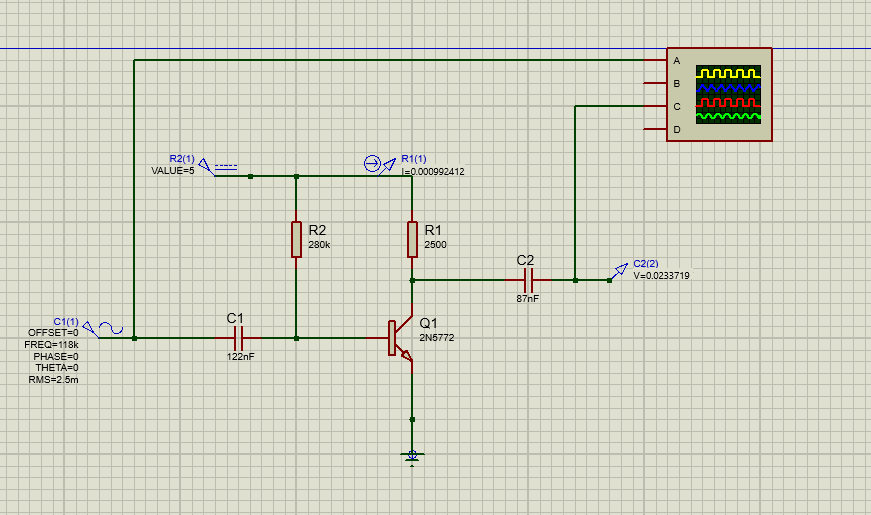 A
B
C
D
R2(1)
VALUE=5
R1(1)
I=0.000992412
R2
280k
R1
2500
C2
87nF
C2(2)
V=0.0233719
C1(1)
OFFSET=0
FREQ=118k
PHASE=0
THETA=0
RMS=2.5m
C1
122nF
Q1
2N5772